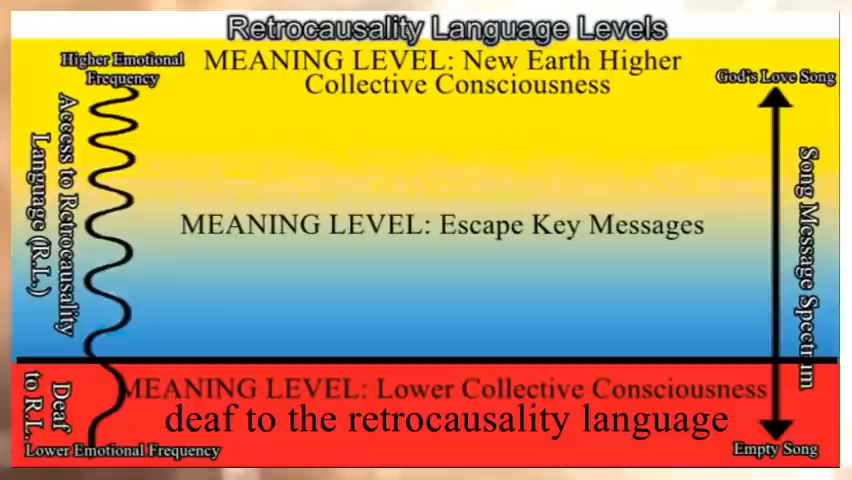 Retrocausality Language Levels
Higher Emotional
Frequency
MEANING LEVEL: New Earth Higher
Collective Consciousness
God's Love Song
Access to Retrocausality
Language (R.L.)
MEANING LEVEL: Escape Key Messages
Song Message Spectrum
Deaf
to R.L.
MEANING LEVEL: Lower Collective Consciousness
deaf to the retrocausality language
Lower Emotional Frequency
Empty Song